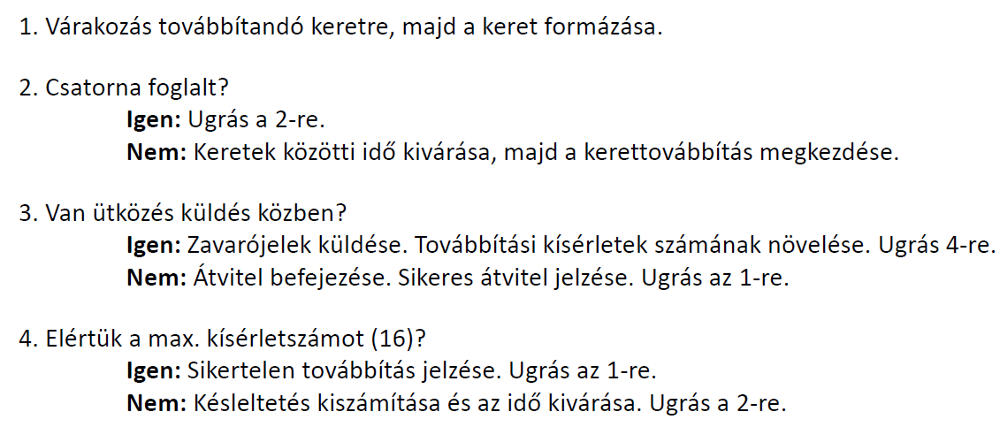 1. Várakozás továbbítandó keretre, majd a keret formázása.
2. Csatorna foglalt?
Igen: Ugrás a 2-re.
Nem: Keretek közötti idő kivárása, majd a kerettovábbítás megkezdése.
3. Van ütközés küldés közben?
Igen: Zavarójelek küldése. Továbbítási kísérletek számának növelése. Ugrás 4-re.
Nem: Átvitel befejezése. Sikeres átvitel jelzése. Ugrás az 1-re.
4. Elértük a max. kísérletszámot (16)?
Igen: Sikertelen továbbítás jelzése. Ugrás az 1-re.
Nem: Késleltetés kiszámítása és az idő kivárása. Ugrás a 2-re.